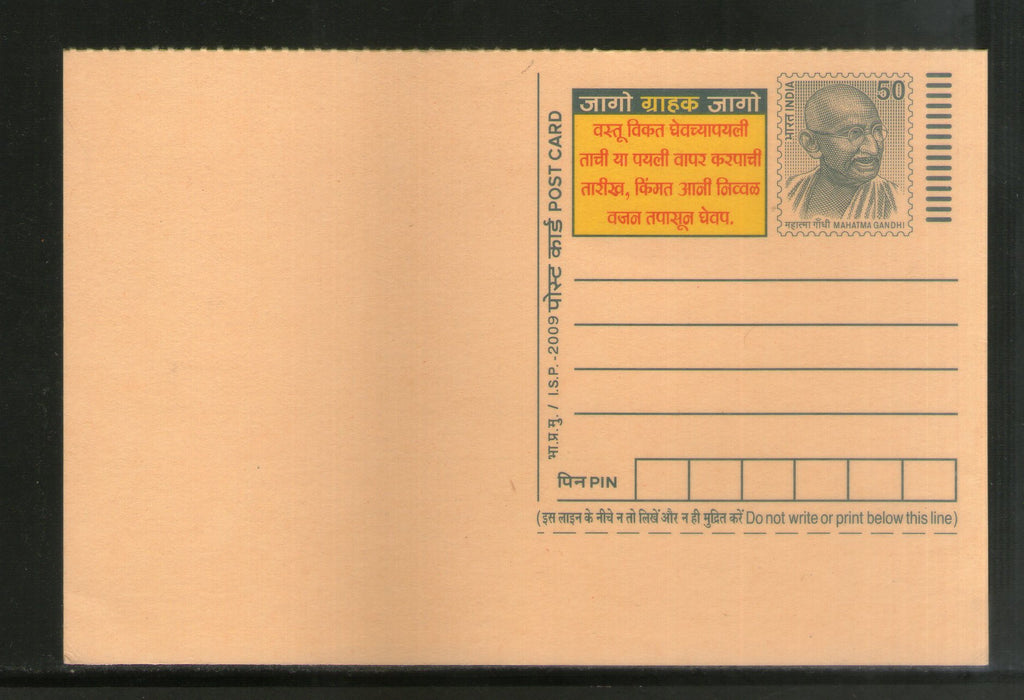 जागो ग्राहक जागो
वस्तू विकत घेवच्यापयली
ताची या पयली वापर करपाची
तारीख, किंमत आनी निव्वळ
वजन तपासून घेवप.
भारत INDIA
50
महात्मा गाँधी MAHATMA GANDHI
भा.प्र.मु. / I.S.P. -2009 पोस्ट कार्ड POST CARD
पिन PIN
(इस लाइन के नीचे न तो लिखें और न ही मुद्रित करें Do not write or print below this line)